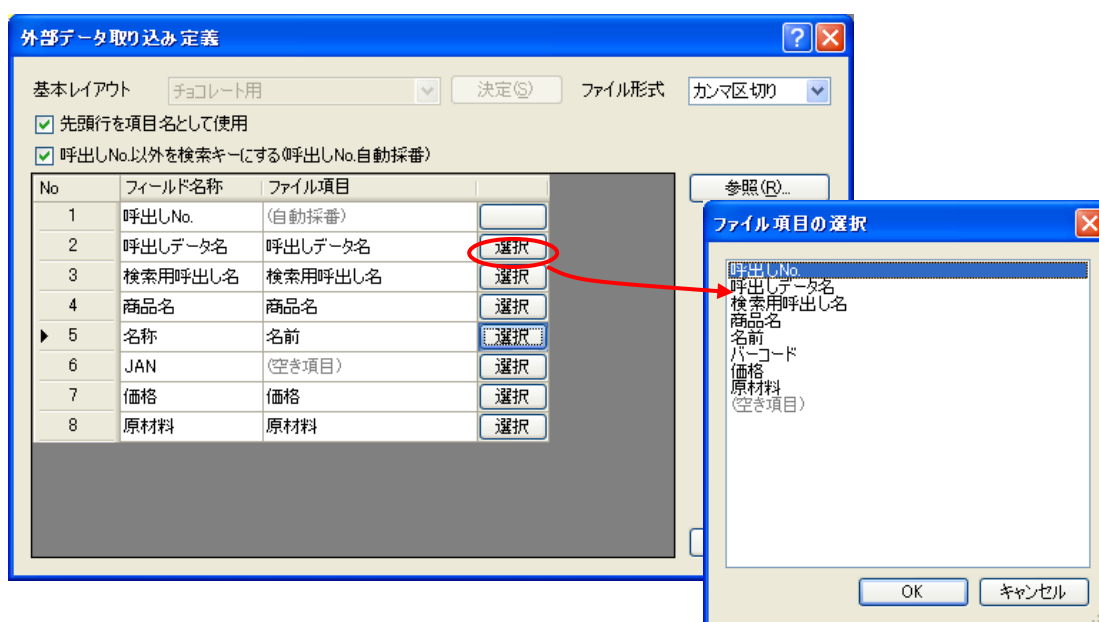 外部データ取り込み定義
基本レイアウト チョコレート用 決定(S) ファイル形式 カンマ区切り
先頭行を項目名として使用
呼出しNo.以外を検索キーにする(呼出しNo.自動採番)
No フィールド名称 ファイル項目
参照(R)...
1 呼出しNo. (自動採番)
2 呼出しデータ名 呼出しデータ名 選択
3 検索用呼出し名 検索用呼出し名 選択
4 商品名 商品名 選択
5 名称 名前 選択
6 JAN (空き項目) 選択
7 価格 価格 選択
8 原材料 原材料 選択
ファイル項目の選択
呼出しNo.
呼出しデータ名
検索用呼出し名
商品名
名前
バーコード
価格
原材料
(空き項目)
OK キャンセル